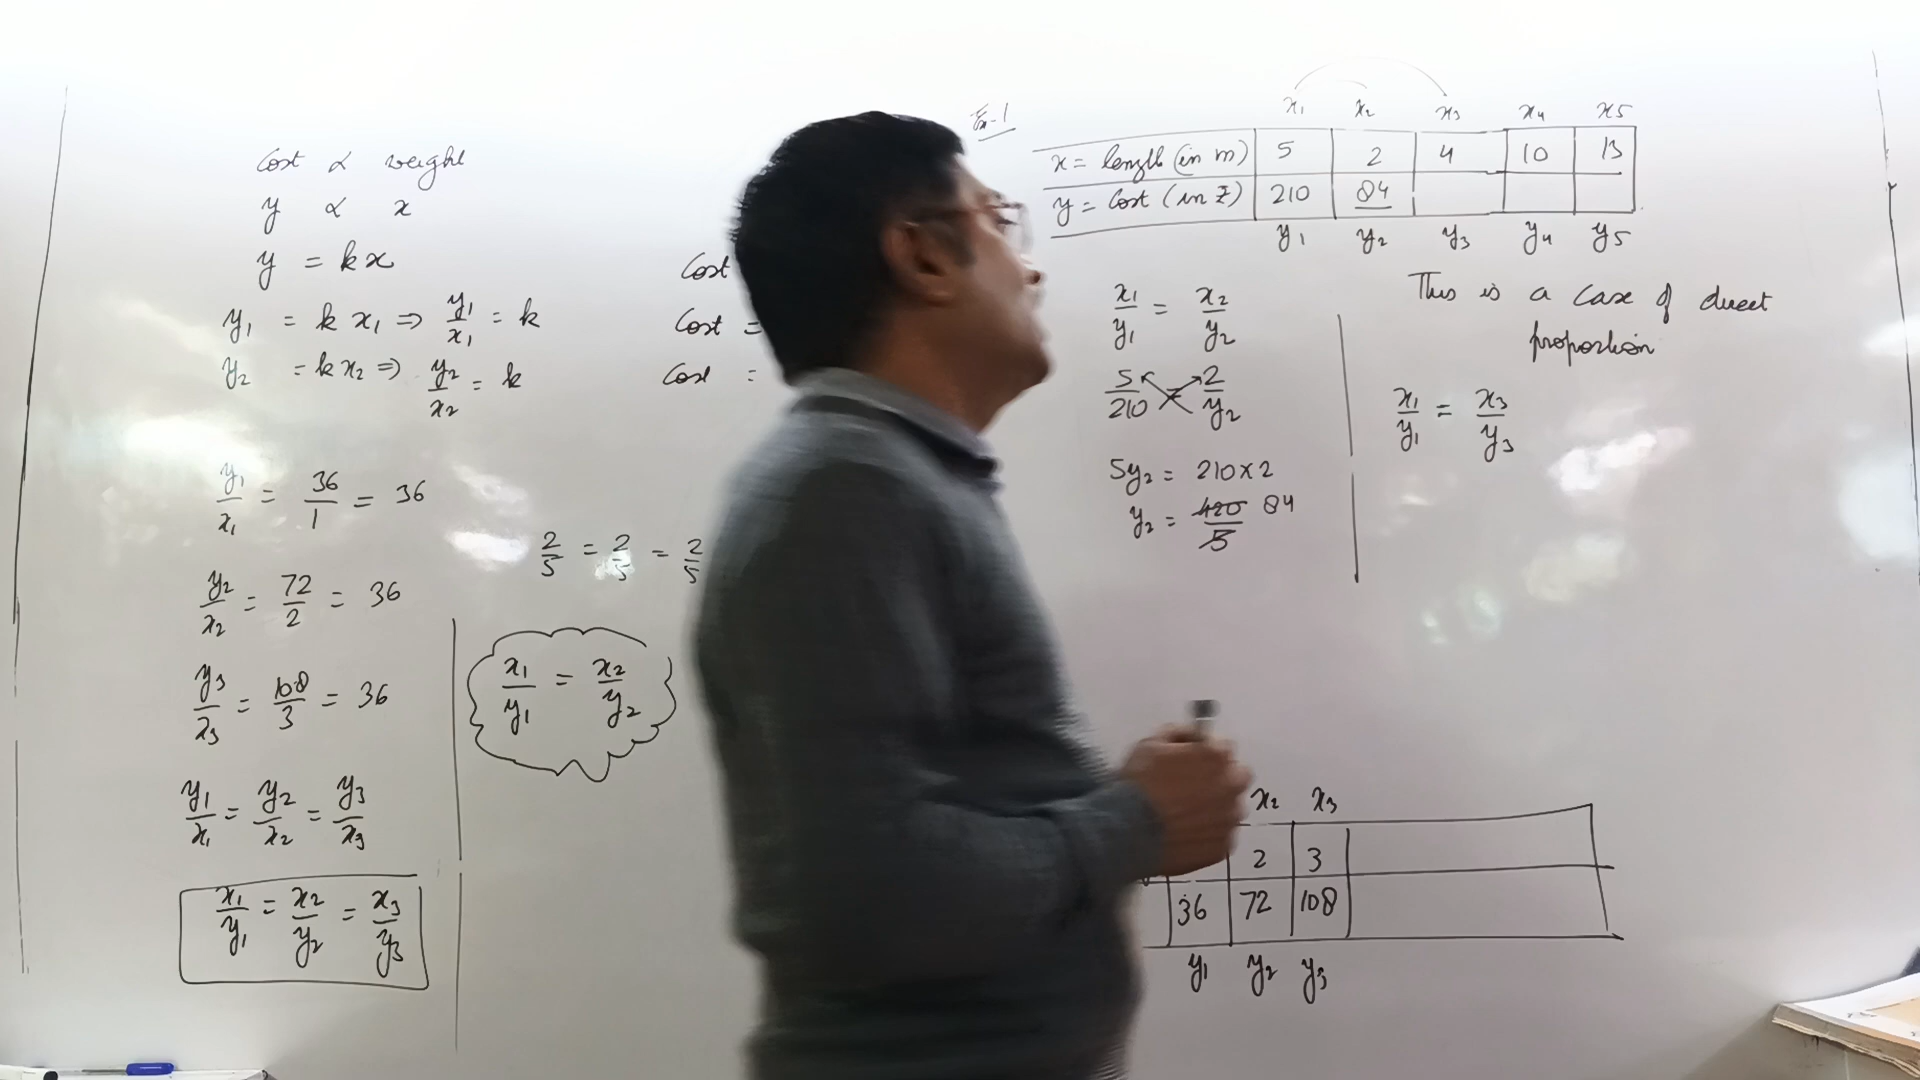 Cost ∝ weight
y ∝ x
y = kx
y₁ = k x₁ ⇒ y₁/x₁ = k
y₂ = k x₂ ⇒ y₂/x₂ = k
y₁/x₁ = 36/1 = 36
y₂/x₂ = 72/2 = 36
y₃/x₃ = 108/3 = 36
y₁/x₁ = y₂/x₂ = y₃/x₃
x₁/y₁ = x₂/y₂ = x₃/y₃
Cost
Cost =
Cost =
2/5 = 2/5 = 2/5
x₁/y₁ = x₂/y₂
Ex-1
x₁ x₂ x₃ x₄ x₅
x = length (in m) 5 2 4 10 13
y = Cost (in ₹) 210 84
y₁ y₂ y₃ y₄ y₅
x₁/y₁ = x₂/y₂
5/210 = 2/y₂
5y₂ = 210 × 2
y₂ = 420/5 84
This is a case of direct
proportion
x₁/y₁ = x₃/y₃
x₂ x₃
2 3
36 72 108
y₁ y₂ y₃